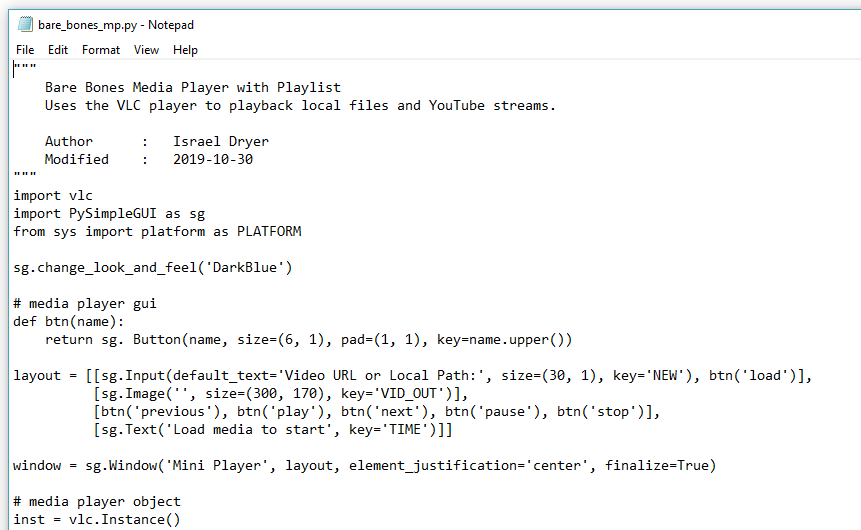 bare_bones_mp.py - Notepad
File Edit Format View Help
"""
    Bare Bones Media Player with Playlist
    Uses the VLC player to playback local files and YouTube streams.

    Author      :   Israel Dryer
    Modified    :   2019-10-30
"""
import vlc
import PySimpleGUI as sg
from sys import platform as PLATFORM

sg.change_look_and_feel('DarkBlue')

# media player gui
def btn(name):
    return sg. Button(name, size=(6, 1), pad=(1, 1), key=name.upper())

layout = [[sg.Input(default_text='Video URL or Local Path:', size=(30, 1), key='NEW'), btn('load')],
          [sg.Image('', size=(300, 170), key='VID_OUT')],
          [btn('previous'), btn('play'), btn('next'), btn('pause'), btn('stop')],
          [sg.Text('Load media to start', key='TIME')]]

window = sg.Window('Mini Player', layout, element_justification='center', finalize=True)

# media player object
inst = vlc.Instance()